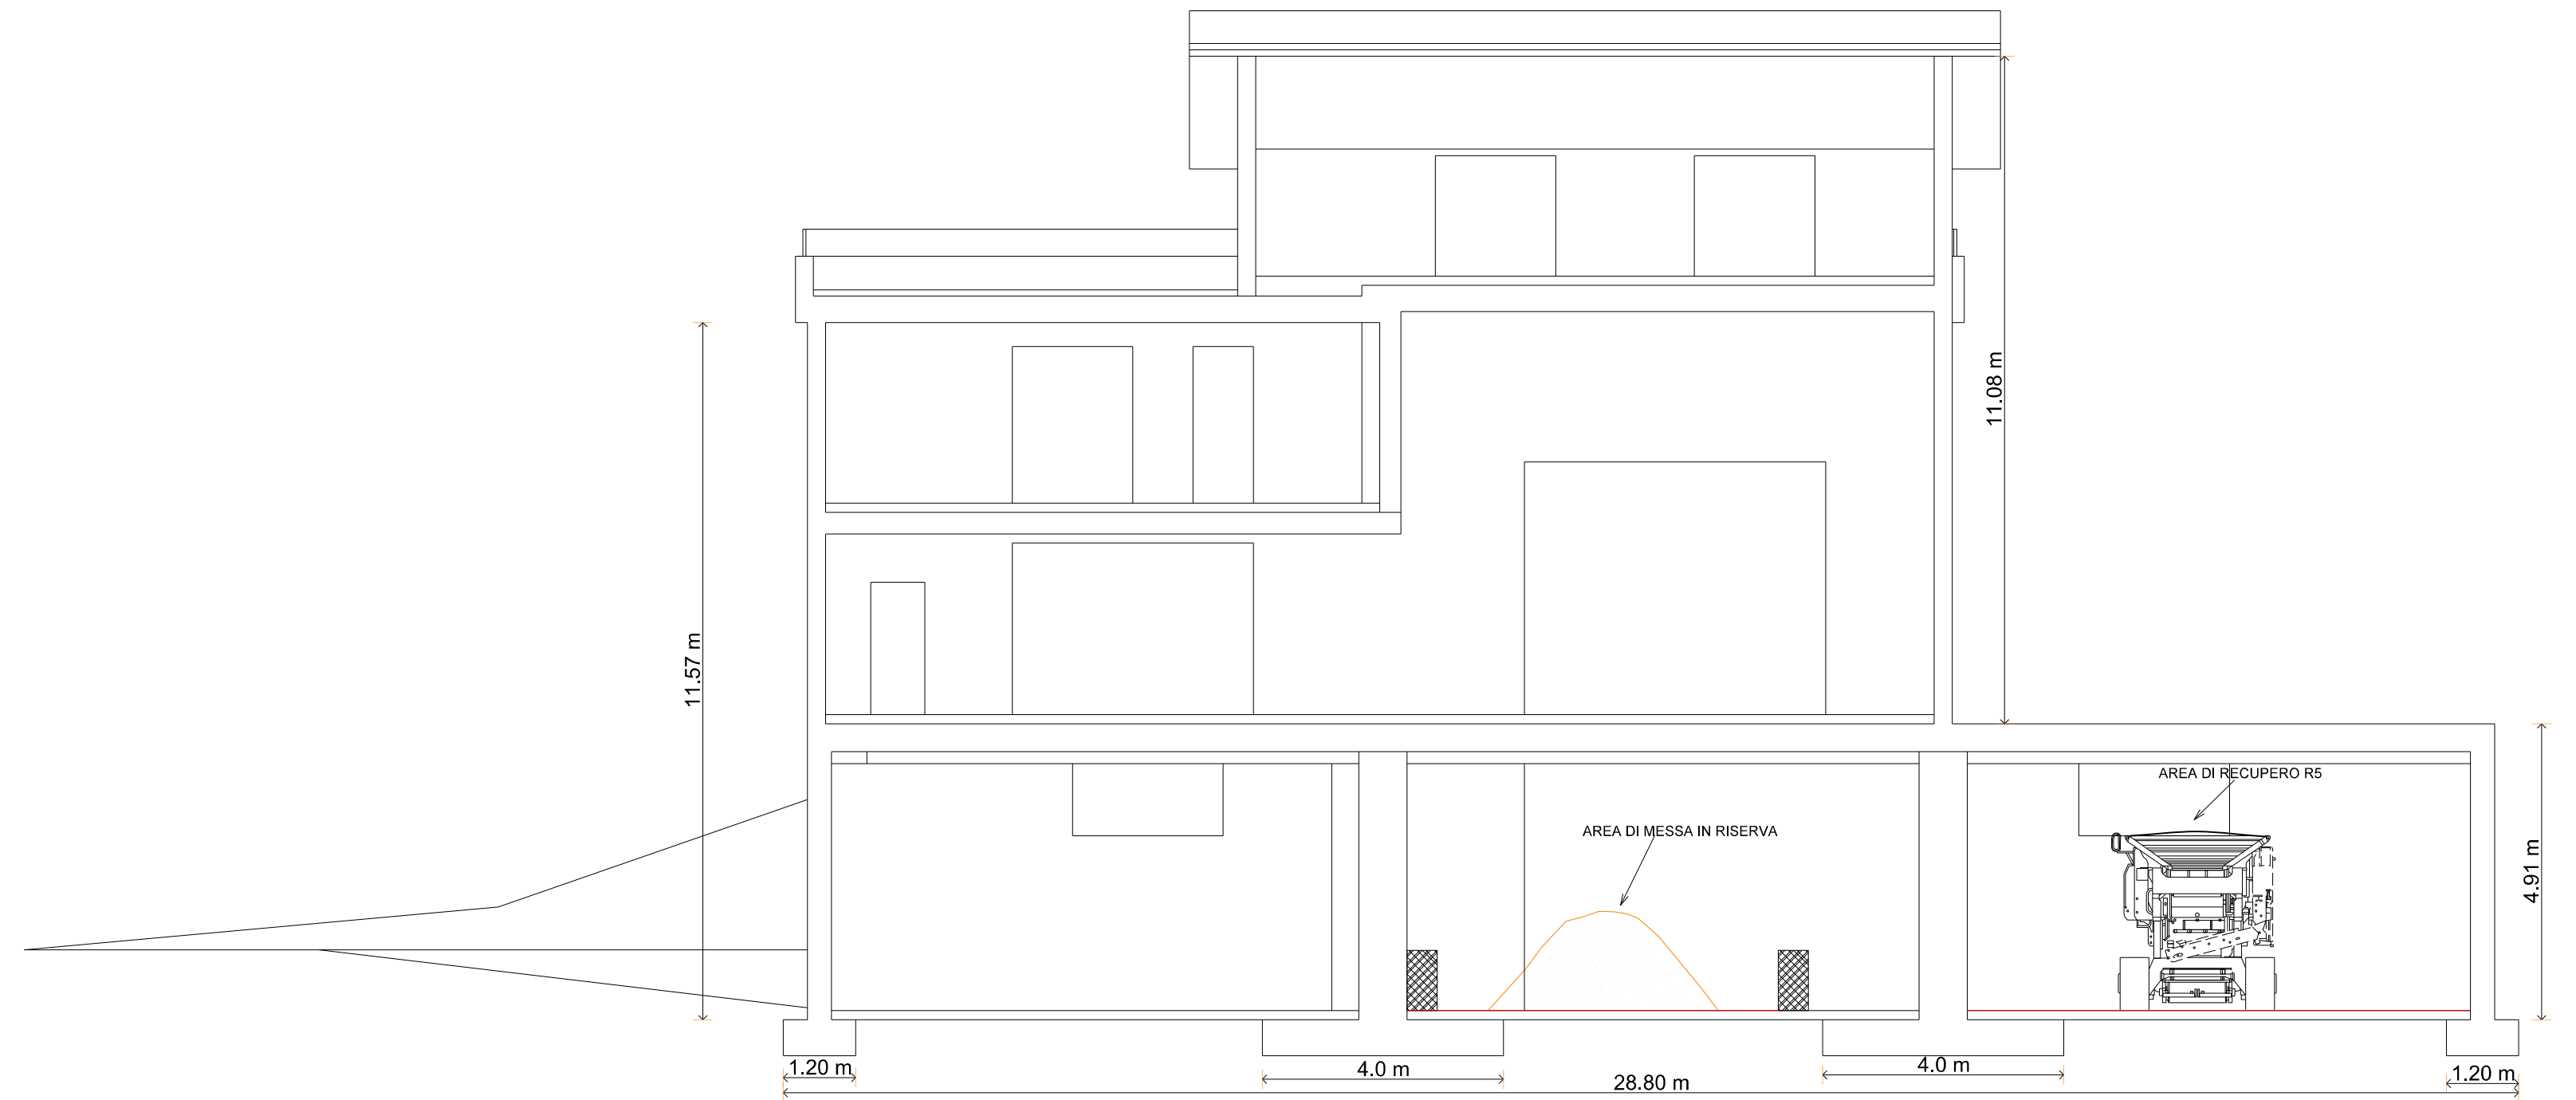 11.08 m
11.57 m
AREA DI RECUPERO R5
AREA DI MESSA IN RISERVA
4.91 m
1.20 m
4.0 m
28.80 m
4.0 m
1.20 m